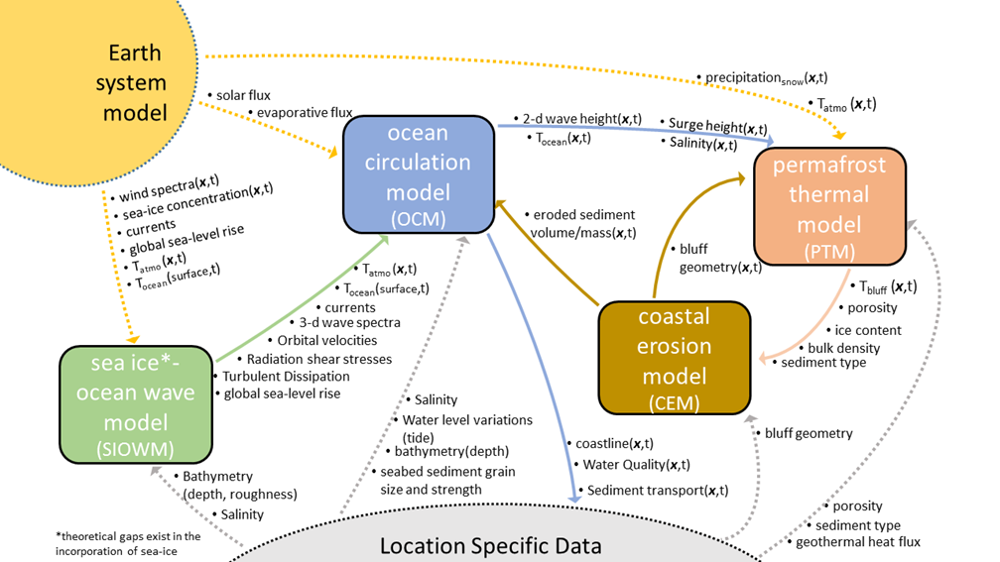 Earth
system
model
• solar flux
• evaporative flux
• precipitationsnow(x,t)
• Tatmo (x,t)
ocean
circulation
model
(OCM)
• 2-d wave height(x,t)
• Tocean(x,t)
• Surge height(x,t)
• Salinity(x,t)
permafrost
thermal
model
(PTM)
• wind spectra(x,t)
• sea-ice concentration(x,t)
• currents
• global sea-level rise
• Tatmo (x,t)
• Tocean(surface,t)
• eroded sediment
volume/mass(x,t)
• bluff
geometry(x,t)
• Tatmo (x,t)
• Tocean(surface,t)
• currents
• 3-d wave spectra
• Orbital velocities
• Radiation shear stresses
• Turbulent Dissipation
• global sea-level rise
• Tbluff (x,t)
• porosity
• ice content
• bulk density
• sediment type
coastal
erosion
model
(CEM)
sea ice*-
ocean wave
model
(SIOWM)
• Salinity
• Water level variations
(tide)
• bathymetry(depth)
• seabed sediment grain
size and strength
• coastline(x,t)
• Water Quality(x,t)
• Sediment transport(x,t)
• bluff geometry
• Bathymetry
(depth, roughness)
• Salinity
• porosity
• sediment type
• geothermal heat flux
*theoretical gaps exist in the
incorporation of sea-ice
Location Specific Data